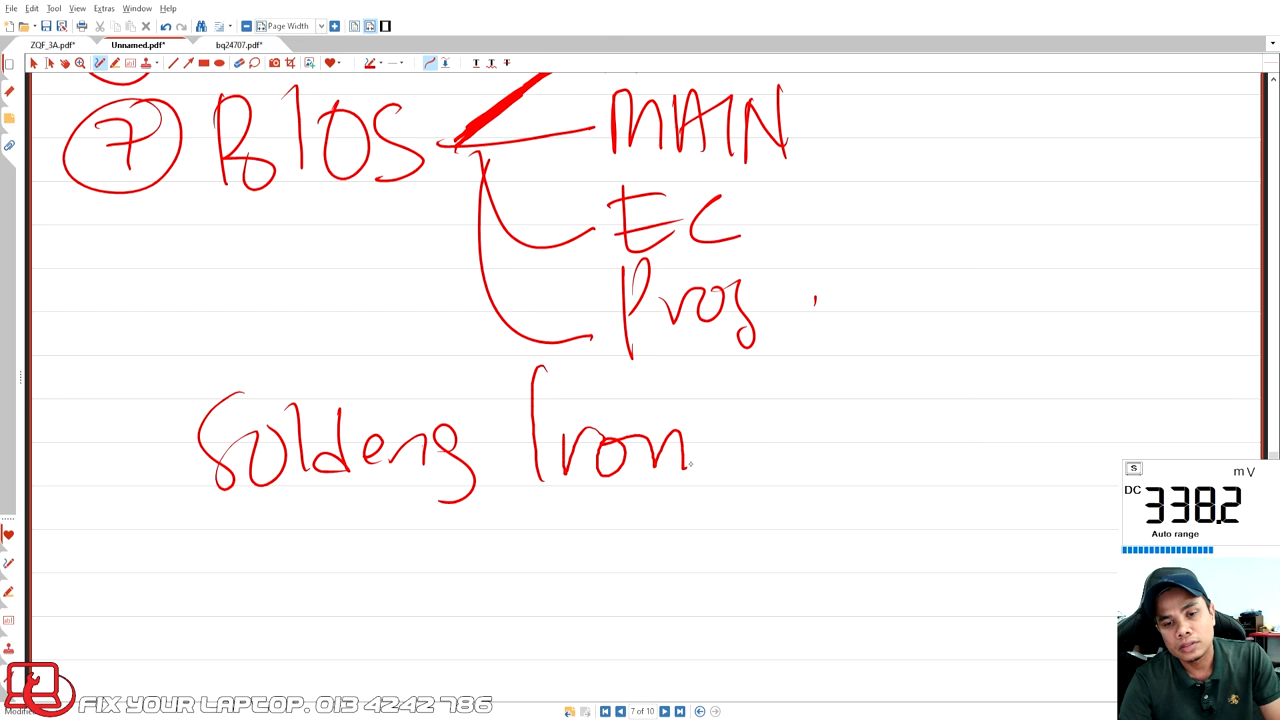 File Edit Tool View Extras Window Help
Page Width
ZQF_3A.pdf* Unnamed.pdf* bq24707.pdf*
7 BIOS MAIN
EC
Prog
Soldeng Iron
S mV
DC 338.2
Auto range
FIX YOUR LAPTOP. 013 4242 786
7 of 10